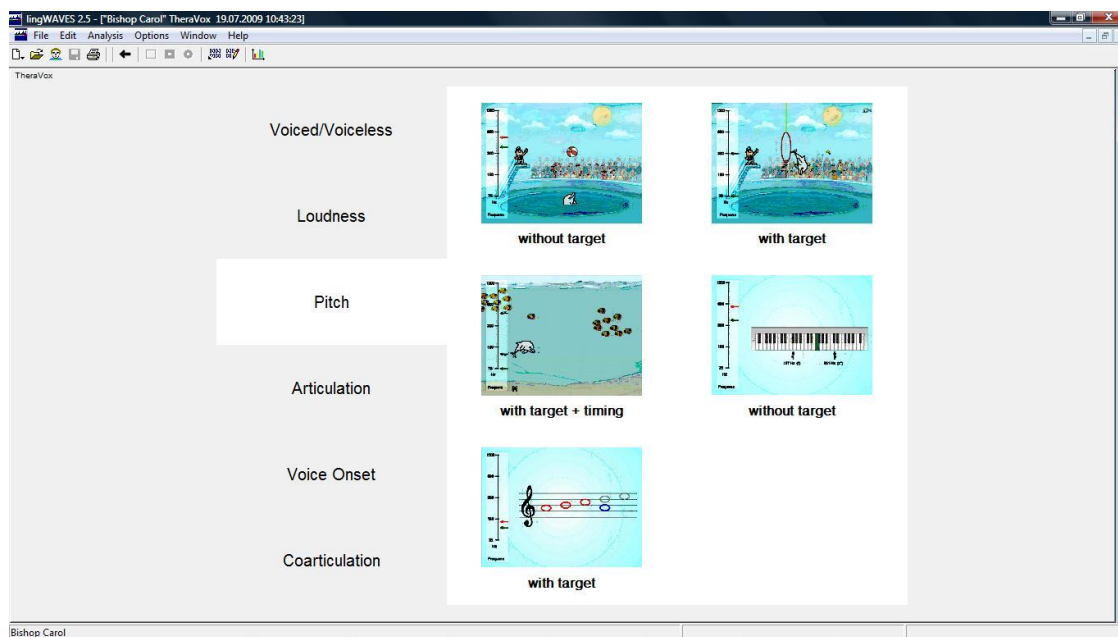 lingWAVES 2.5 - ["Bishop Carol" TheraVox 19.07.2009 10:43:23]
File Edit Analysis Options Window Help
TheraVox
Voiced/Voiceless
Loudness
Pitch
Articulation
Voice Onset
Coarticulation
without target
with target
with target + timing
without target
with target
Bishop Carol